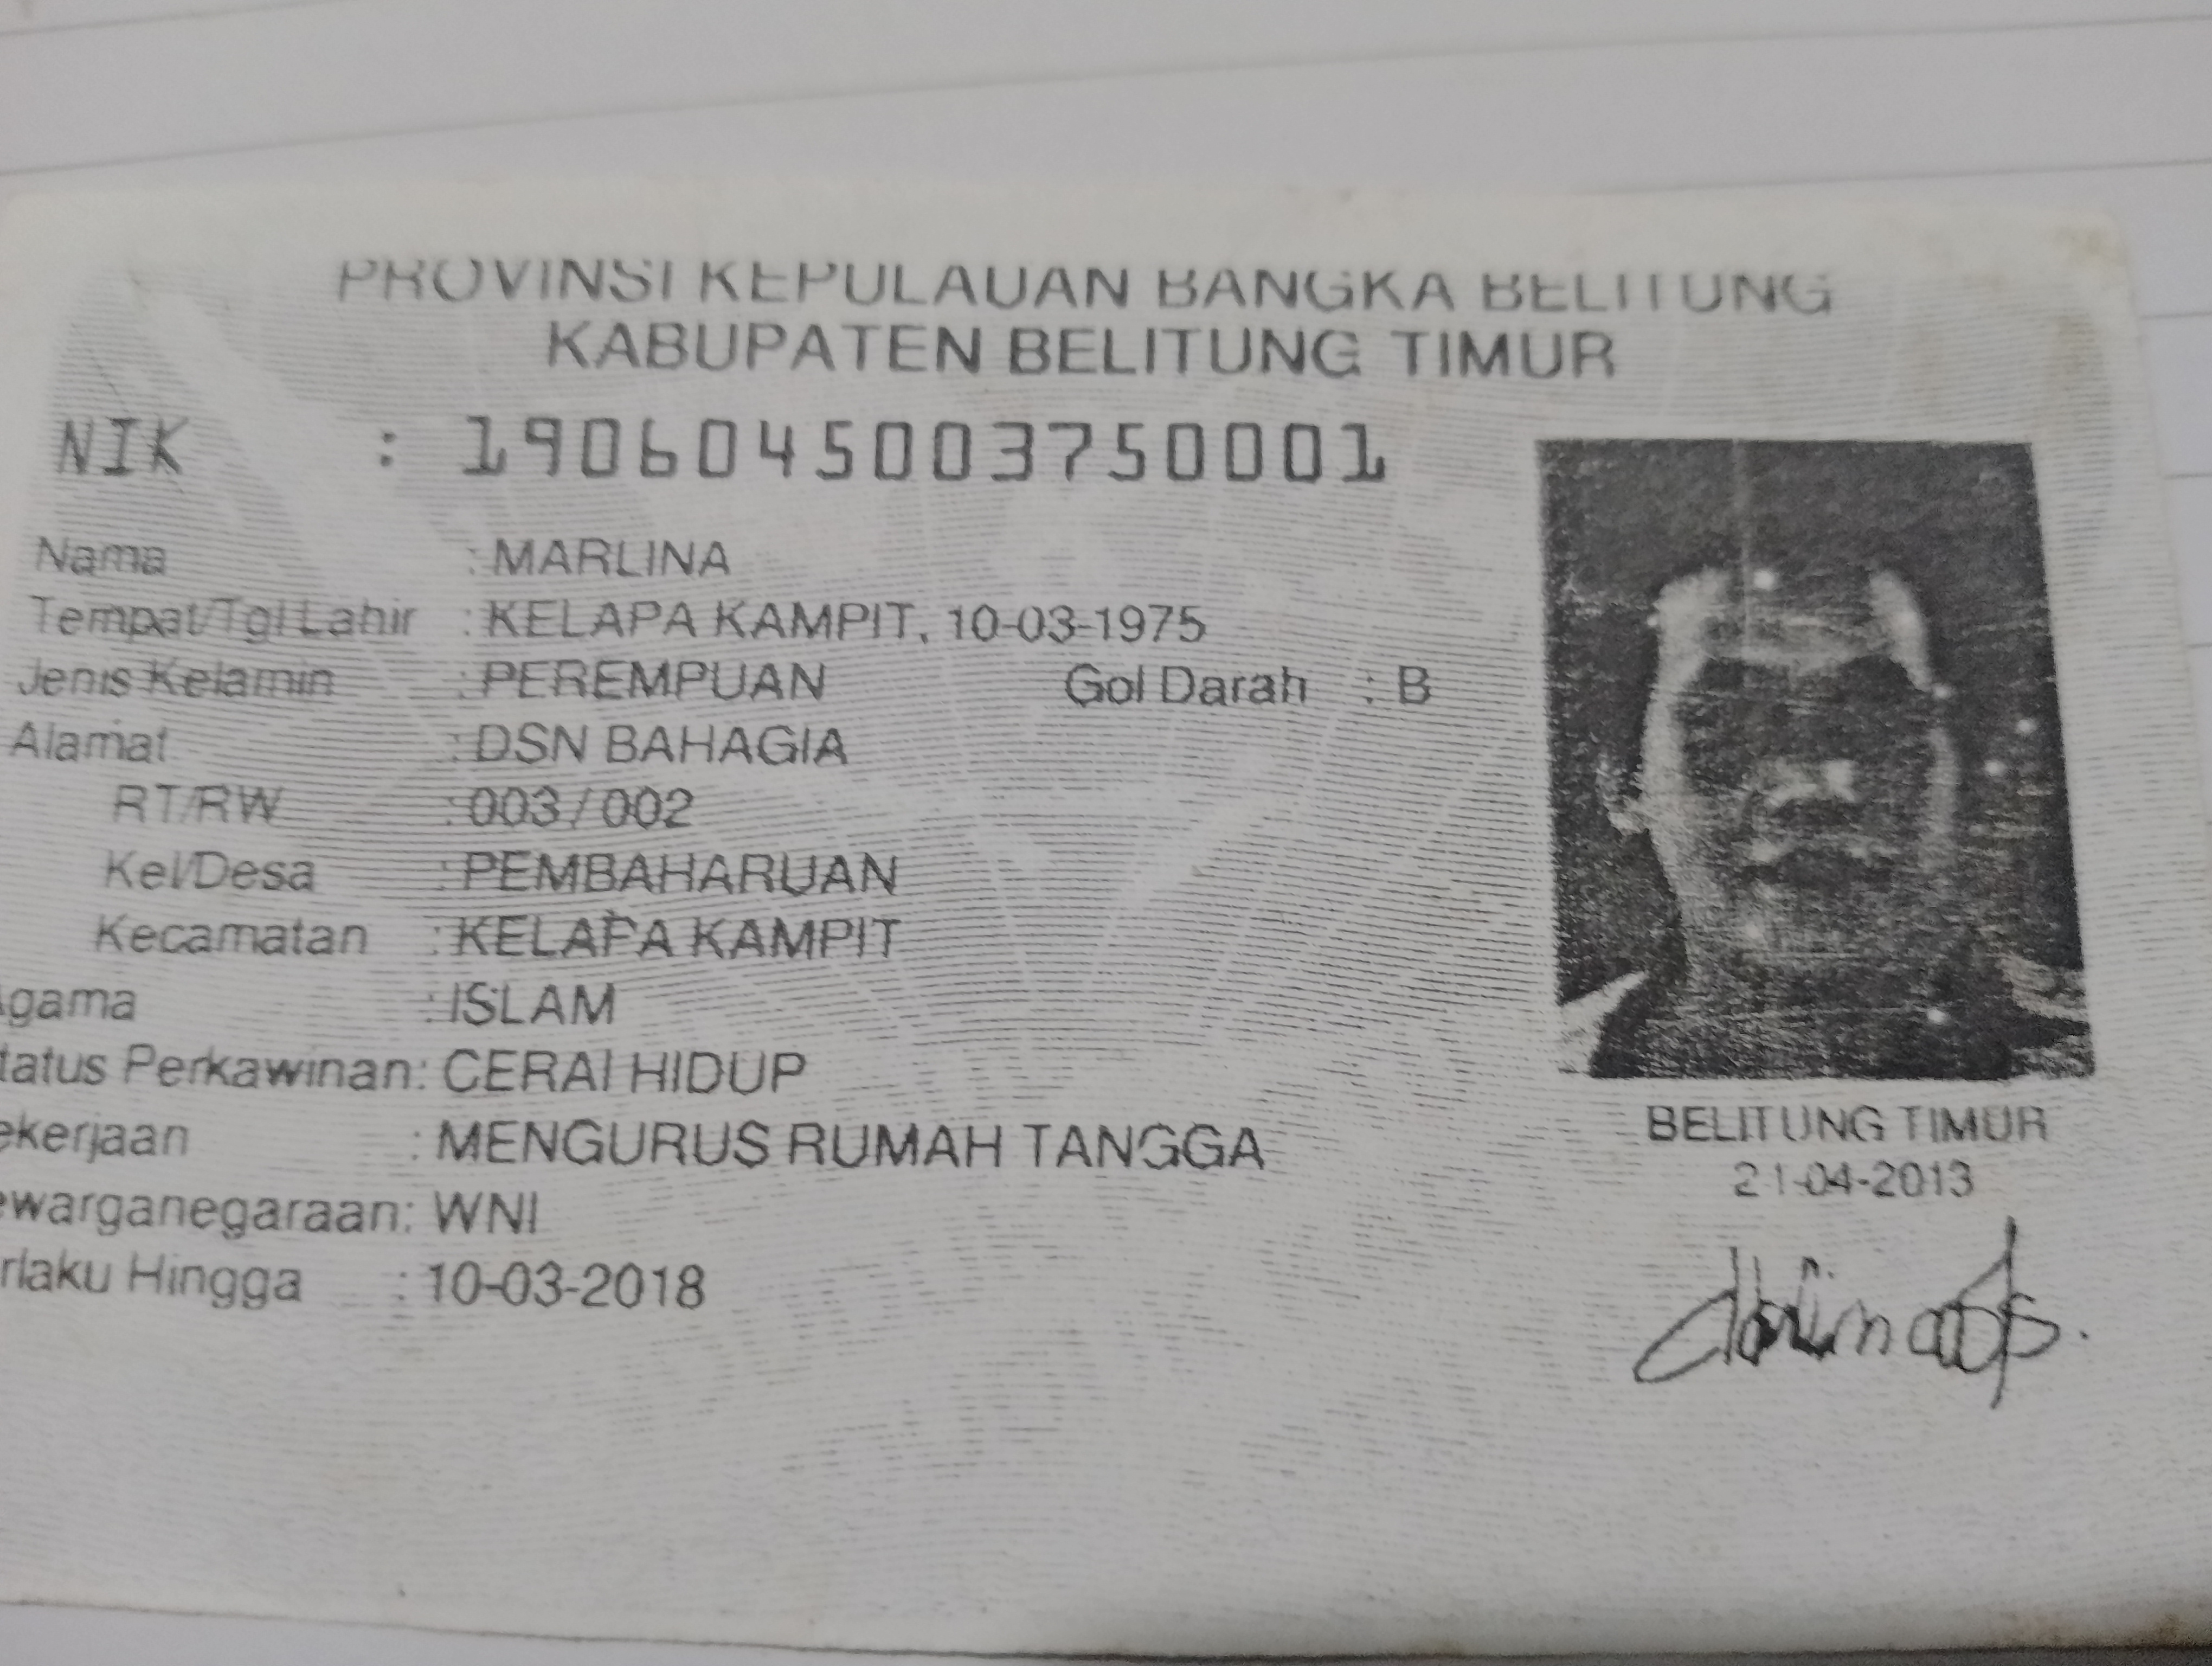 PROVINSI KEPULAUAN BANGKA BELITUNG
KABUPATEN BELITUNG TIMUR
NIK : 1906045003750001
Nama : MARLINA
Tempat/Tgl Lahir : KELAPA KAMPIT, 10-03-1975
Jenis Kelamin : PEREMPUAN Gol Darah : B
Alamat : DSN BAHAGIA
RT/RW : 003 / 002
Kel/Desa : PEMBAHARUAN
Kecamatan : KELAPA KAMPIT
gama : ISLAM
tatus Perkawinan: CERAI HIDUP
ekerjaan : MENGURUS RUMAH TANGGA
ewarganegaraan: WNI
rlaku Hingga : 10-03-2018
BELITUNG TIMUR
21-04-2013